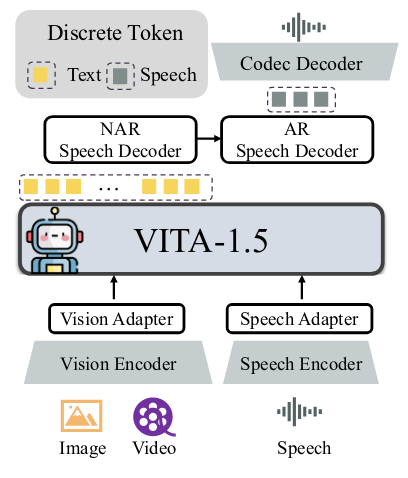 Discrete Token
Text
Speech
Codec Decoder
NAR
Speech Decoder
AR
Speech Decoder
...
VITA-1.5
Vision Adapter
Speech Adapter
Vision Encoder
Speech Encoder
Image
Video
Speech